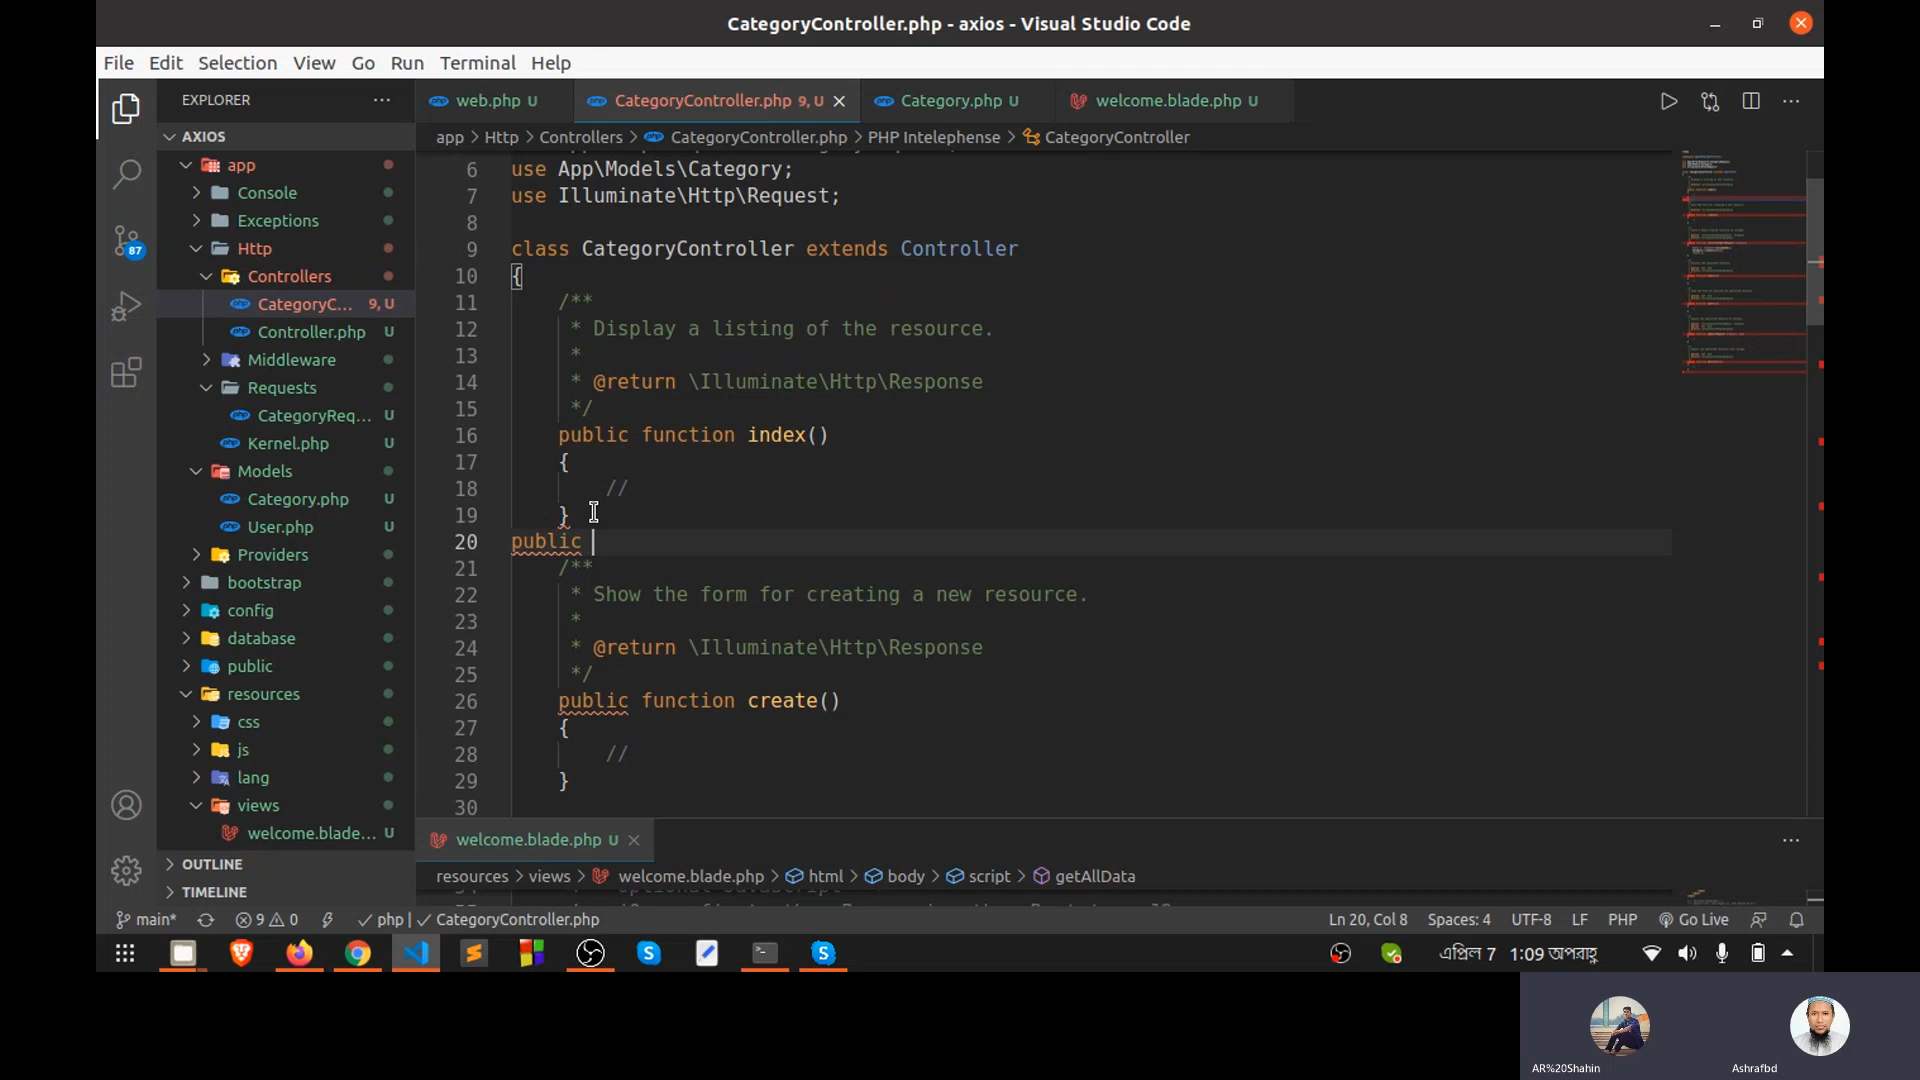 CategoryController.php - axios - Visual Studio Code
File Edit Selection View Go Run Terminal Help
EXPLORER
web.php U
CategoryController.php 9, U
Category.php U
welcome.blade.php U
app > Http > Controllers > CategoryController.php > PHP Intelephense > CategoryController
AXIOS
app
Console
Exceptions
Http
Controllers
CategoryC... 9, U
Controller.php U
Middleware
Requests
CategoryReq... U
Kernel.php U
Models
Category.php U
User.php U
Providers
bootstrap
config
database
public
resources
css
js
lang
views
welcome.blade... U
OUTLINE
TIMELINE
87
6 use App\Models\Category;
7 use Illuminate\Http\Request;
8
9 class CategoryController extends Controller
10 {
11 /**
12 * Display a listing of the resource.
13 *
14 * @return \Illuminate\Http\Response
15 */
16 public function index()
17 {
18 //
19 }
20 public
21 /**
22 * Show the form for creating a new resource.
23 *
24 * @return \Illuminate\Http\Response
25 */
26 public function create()
27 {
28 //
29 }
30
welcome.blade.php U
resources > views > welcome.blade.php > html > body > script > getAllData
main* 9 0 php | CategoryController.php Ln 20, Col 8 Spaces: 4 UTF-8 LF PHP Go Live
এপ্রিল 7 1:09 অপরাহ্ণ
AR%20Shahin
Ashrafbd